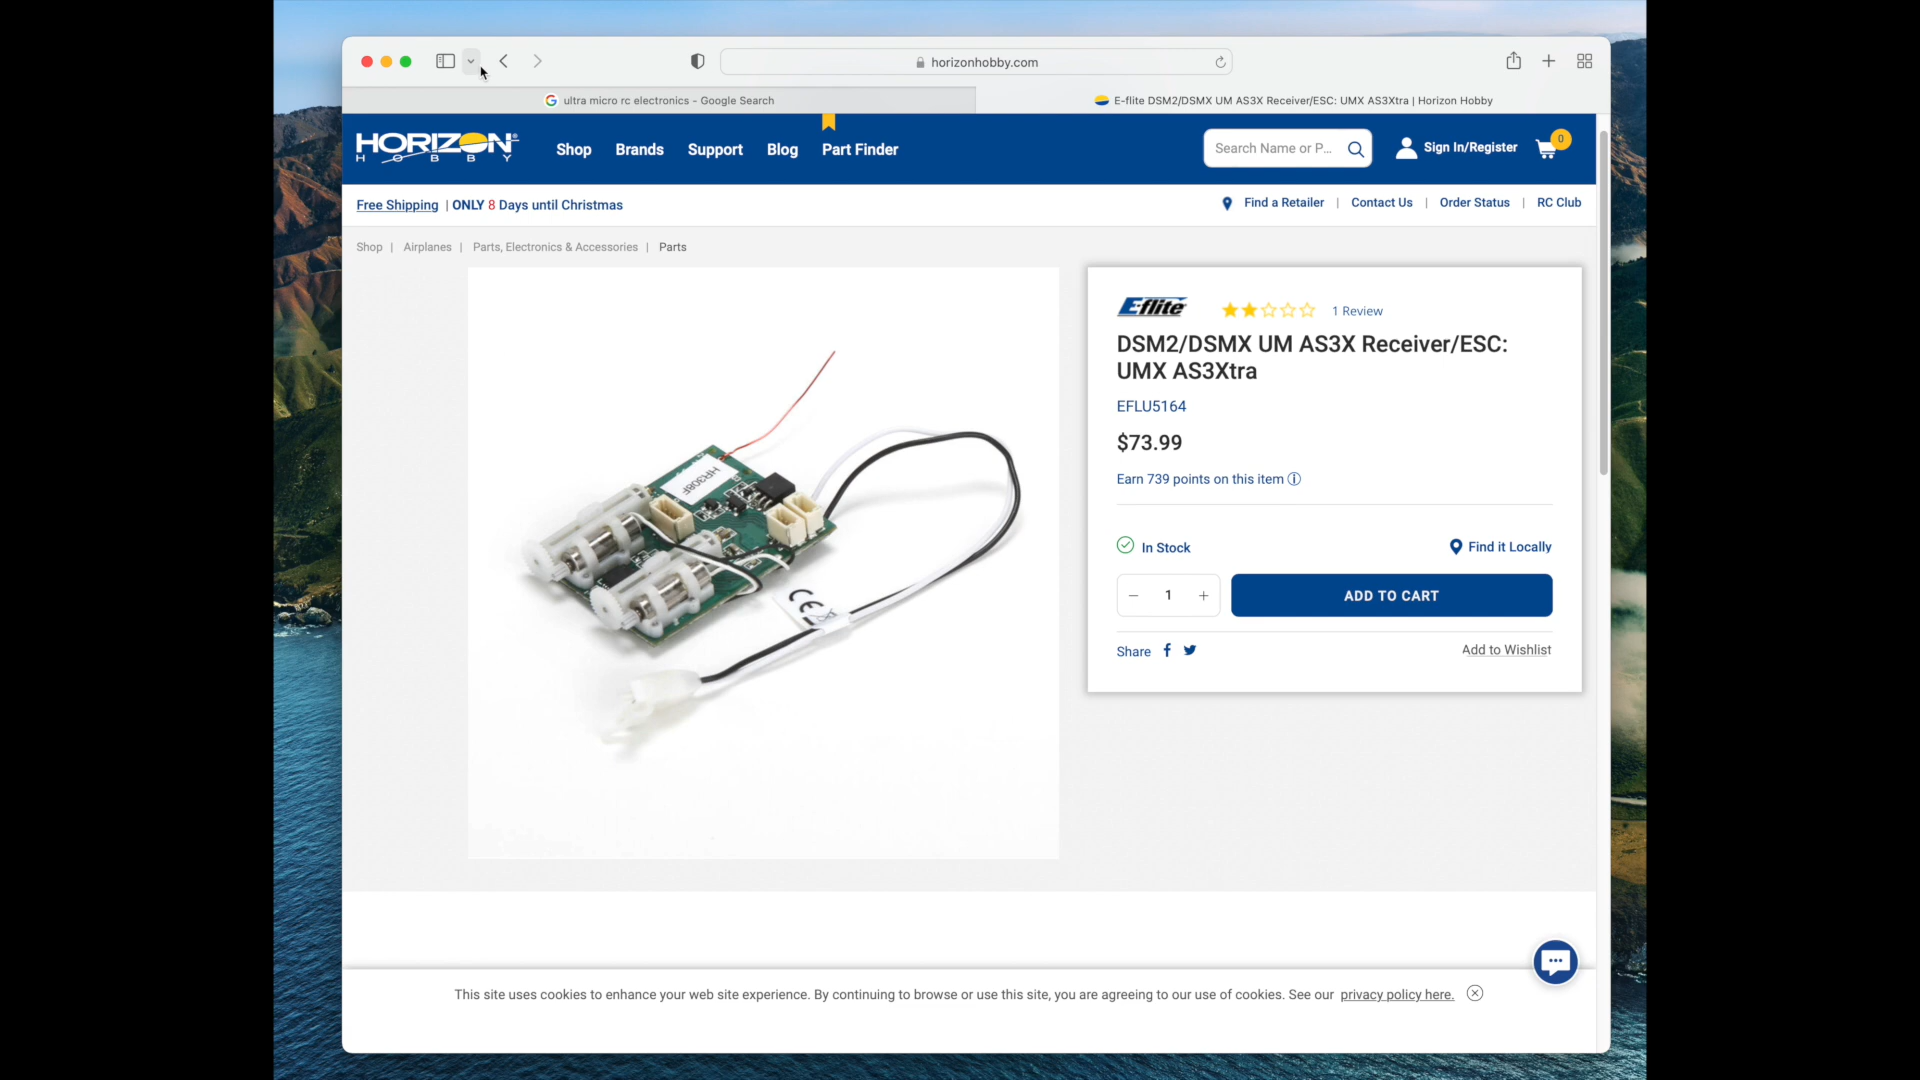 horizonhobby.com
ultra micro rc electronics - Google Search
E-flite DSM2/DSMX UM AS3X Receiver/ESC: UMX AS3Xtra | Horizon Hobby
HORIZON
HOBBY
Shop
Brands
Support
Blog
Part Finder
Search Name or P...
Sign In/Register
0
Free Shipping | ONLY 8 Days until Christmas
Find a Retailer | Contact Us | Order Status | RC Club
Shop | Airplanes | Parts, Electronics & Accessories | Parts
HR308F
CE
E-flite
1 Review
DSM2/DSMX UM AS3X Receiver/ESC:
UMX AS3Xtra
EFLU5164
$73.99
Earn 739 points on this item
In Stock
Find it Locally
1
ADD TO CART
Share
Add to Wishlist
This site uses cookies to enhance your web site experience. By continuing to browse or use this site, you are agreeing to our use of cookies. See our privacy policy here.